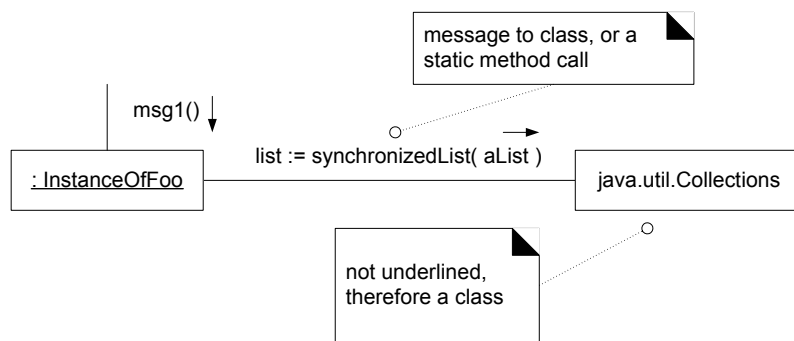 message to class, or a
static method call
msg1()
list := synchronizedList( aList )
: InstanceOfFoo
java.util.Collections
not underlined,
therefore a class